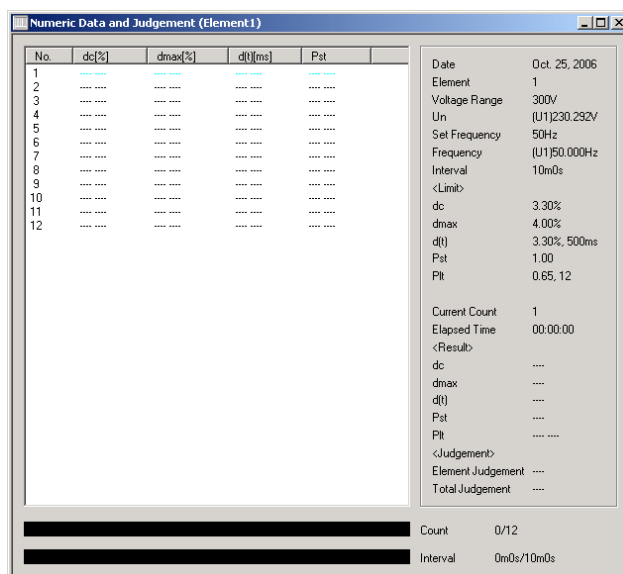 Numeric Data and Judgement (Element1)
No. dc[%] dmax[%] d(t)[ms] Pst
1 ---- ---- ---- ---- ---- ---- ---- ----
2 ---- ---- ---- ---- ---- ---- ---- ----
3 ---- ---- ---- ---- ---- ---- ---- ----
4 ---- ---- ---- ---- ---- ---- ---- ----
5 ---- ---- ---- ---- ---- ---- ---- ----
6 ---- ---- ---- ---- ---- ---- ---- ----
7 ---- ---- ---- ---- ---- ---- ---- ----
8 ---- ---- ---- ---- ---- ---- ---- ----
9 ---- ---- ---- ---- ---- ---- ---- ----
10 ---- ---- ---- ---- ---- ---- ---- ----
11 ---- ---- ---- ---- ---- ---- ---- ----
12 ---- ---- ---- ---- ---- ---- ---- ----
Date Oct. 25, 2006
Element 1
Voltage Range 300V
Un (U1)230.292V
Set Frequency 50Hz
Frequency (U1)50.000Hz
Interval 10m0s
<Limit>
dc 3.30%
dmax 4.00%
d(t) 3.30%, 500ms
Pst 1.00
Plt 0.65, 12
Current Count 1
Elapsed Time 00:00:00
<Result>
dc ----
dmax ----
d(t) ----
Pst ----
Plt ---- ----
<Judgement>
Element Judgement ----
Total Judgement ----
Count 0/12
Interval 0m0s/10m0s